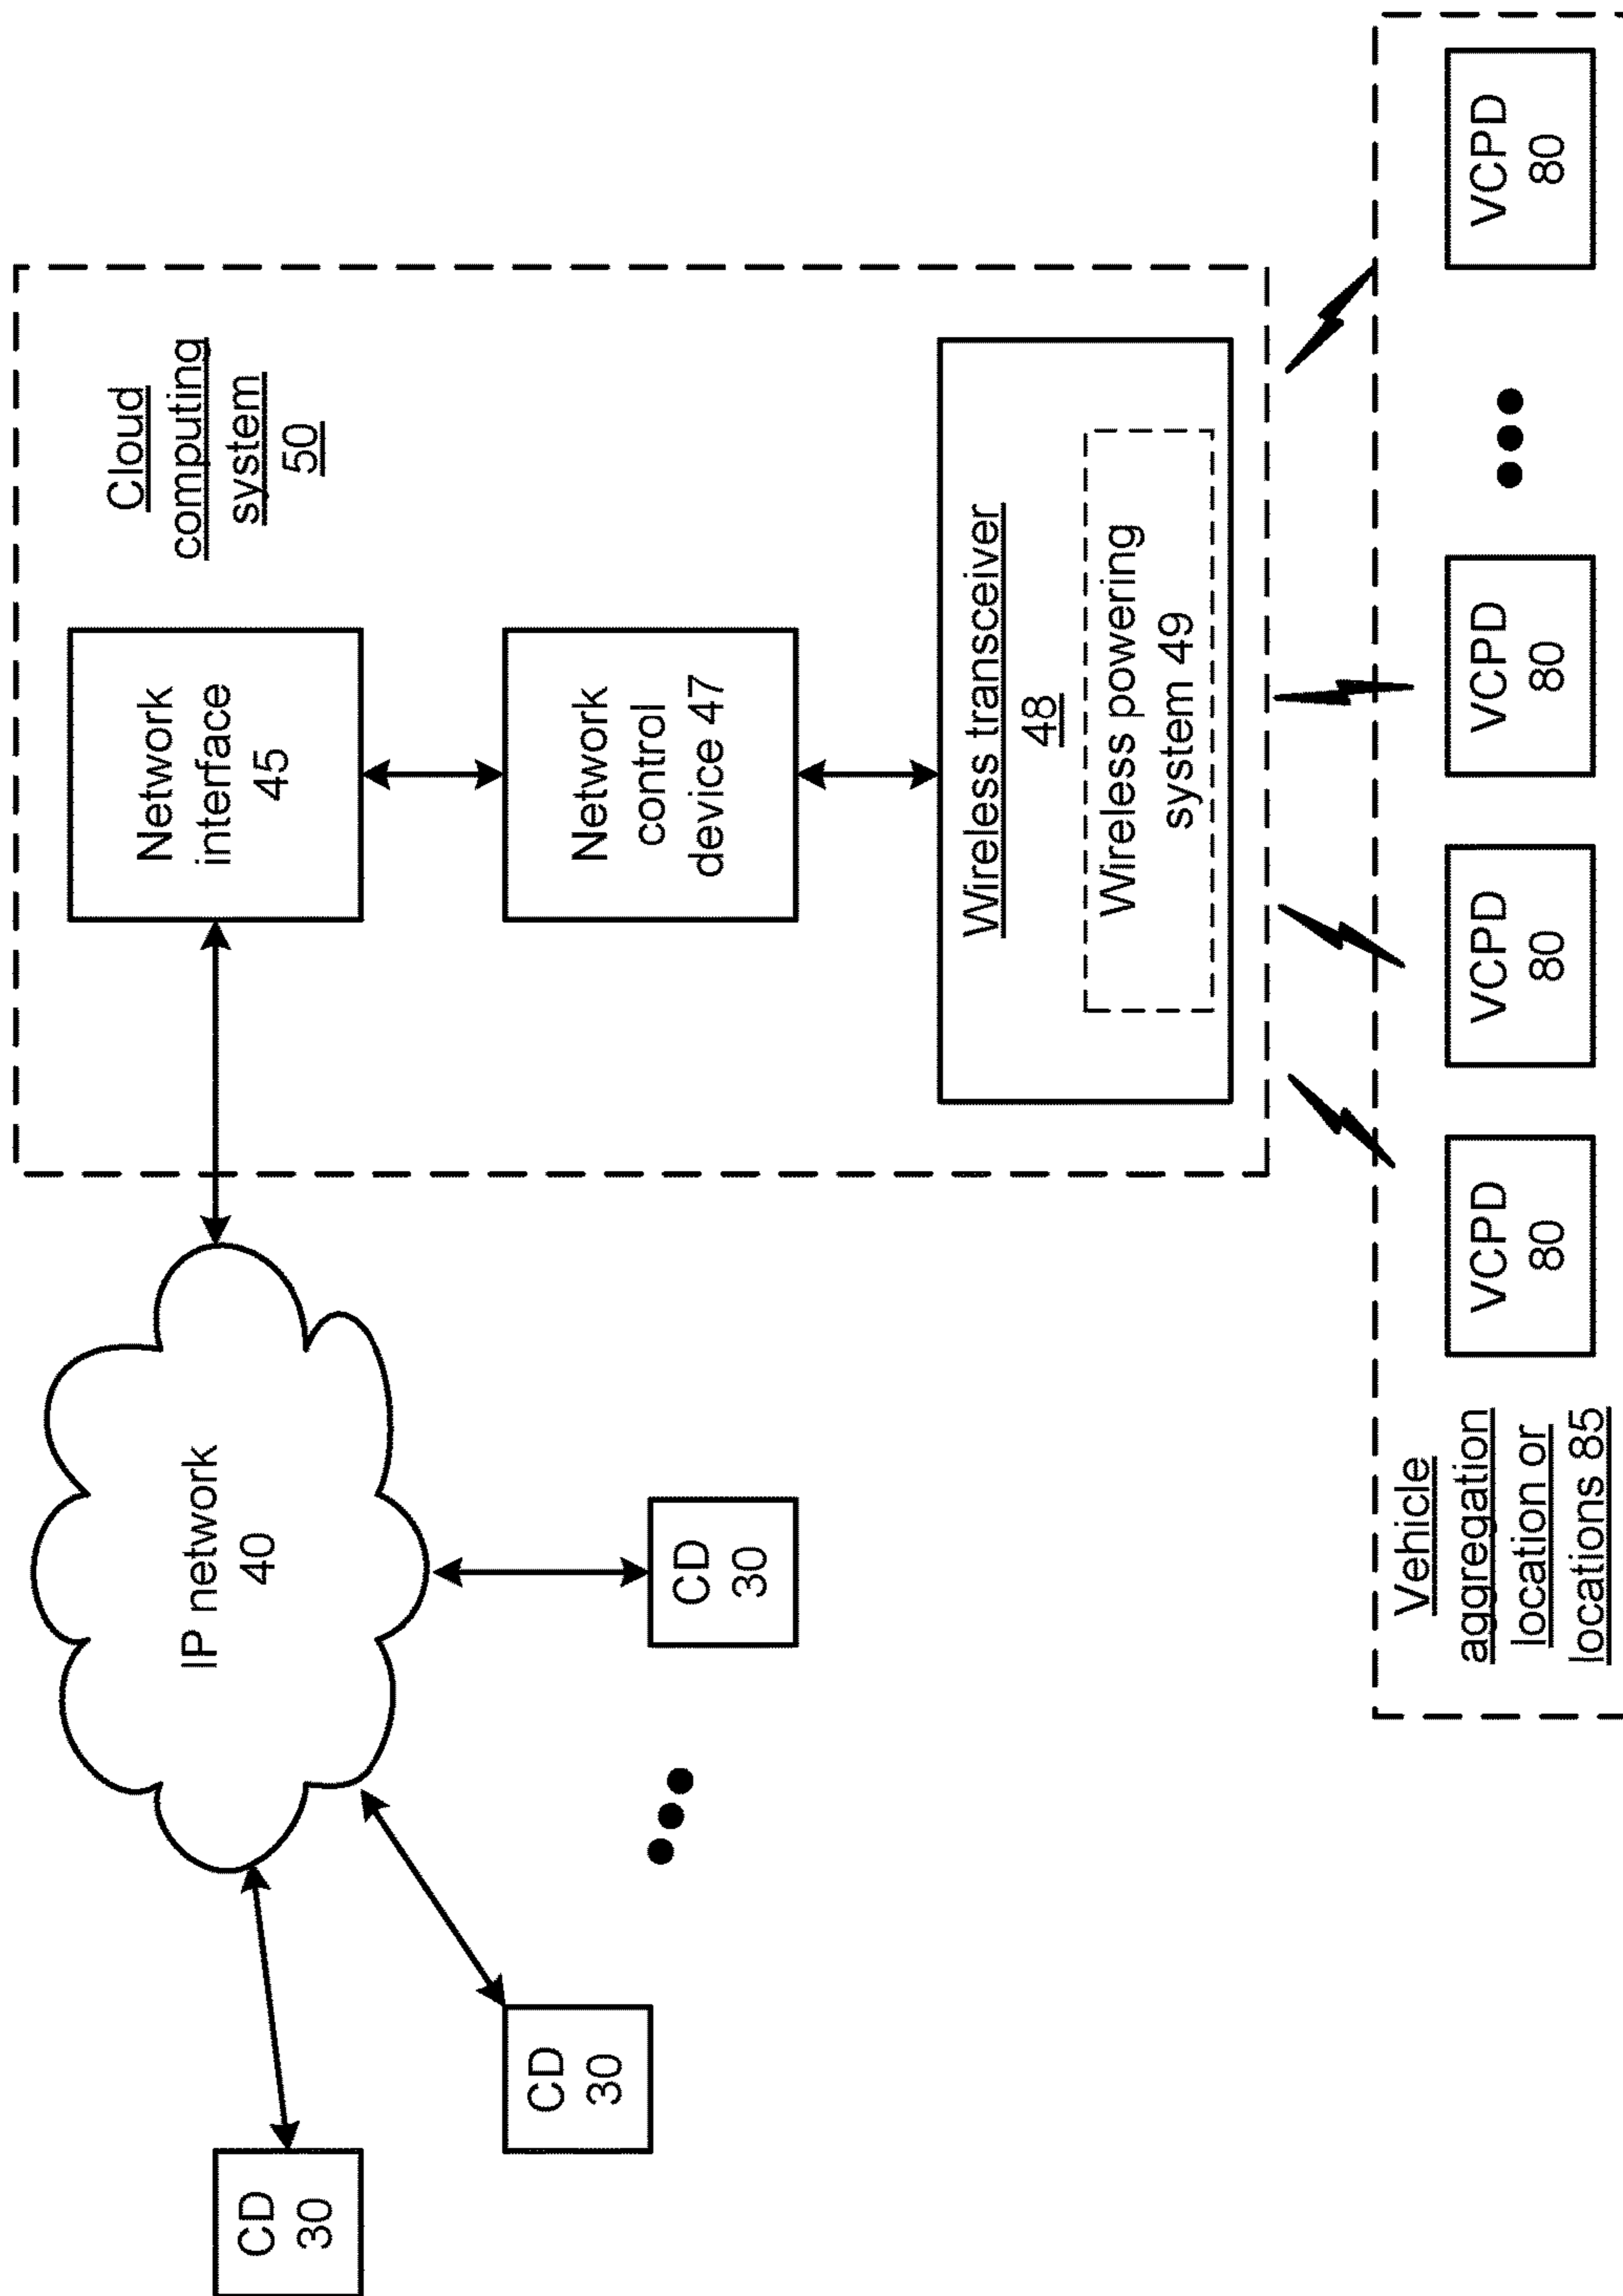 CD
30
CD
30
CD
30
IP network
40
Network
interface
45
Network
control
device 47
Cloud
computing
system
50
Wireless transceiver
48
Wireless powering
system 49
Vehicle
aggregation
location or
locations 85
VCPD
80
VCPD
80
VCPD
80
VCPD
80